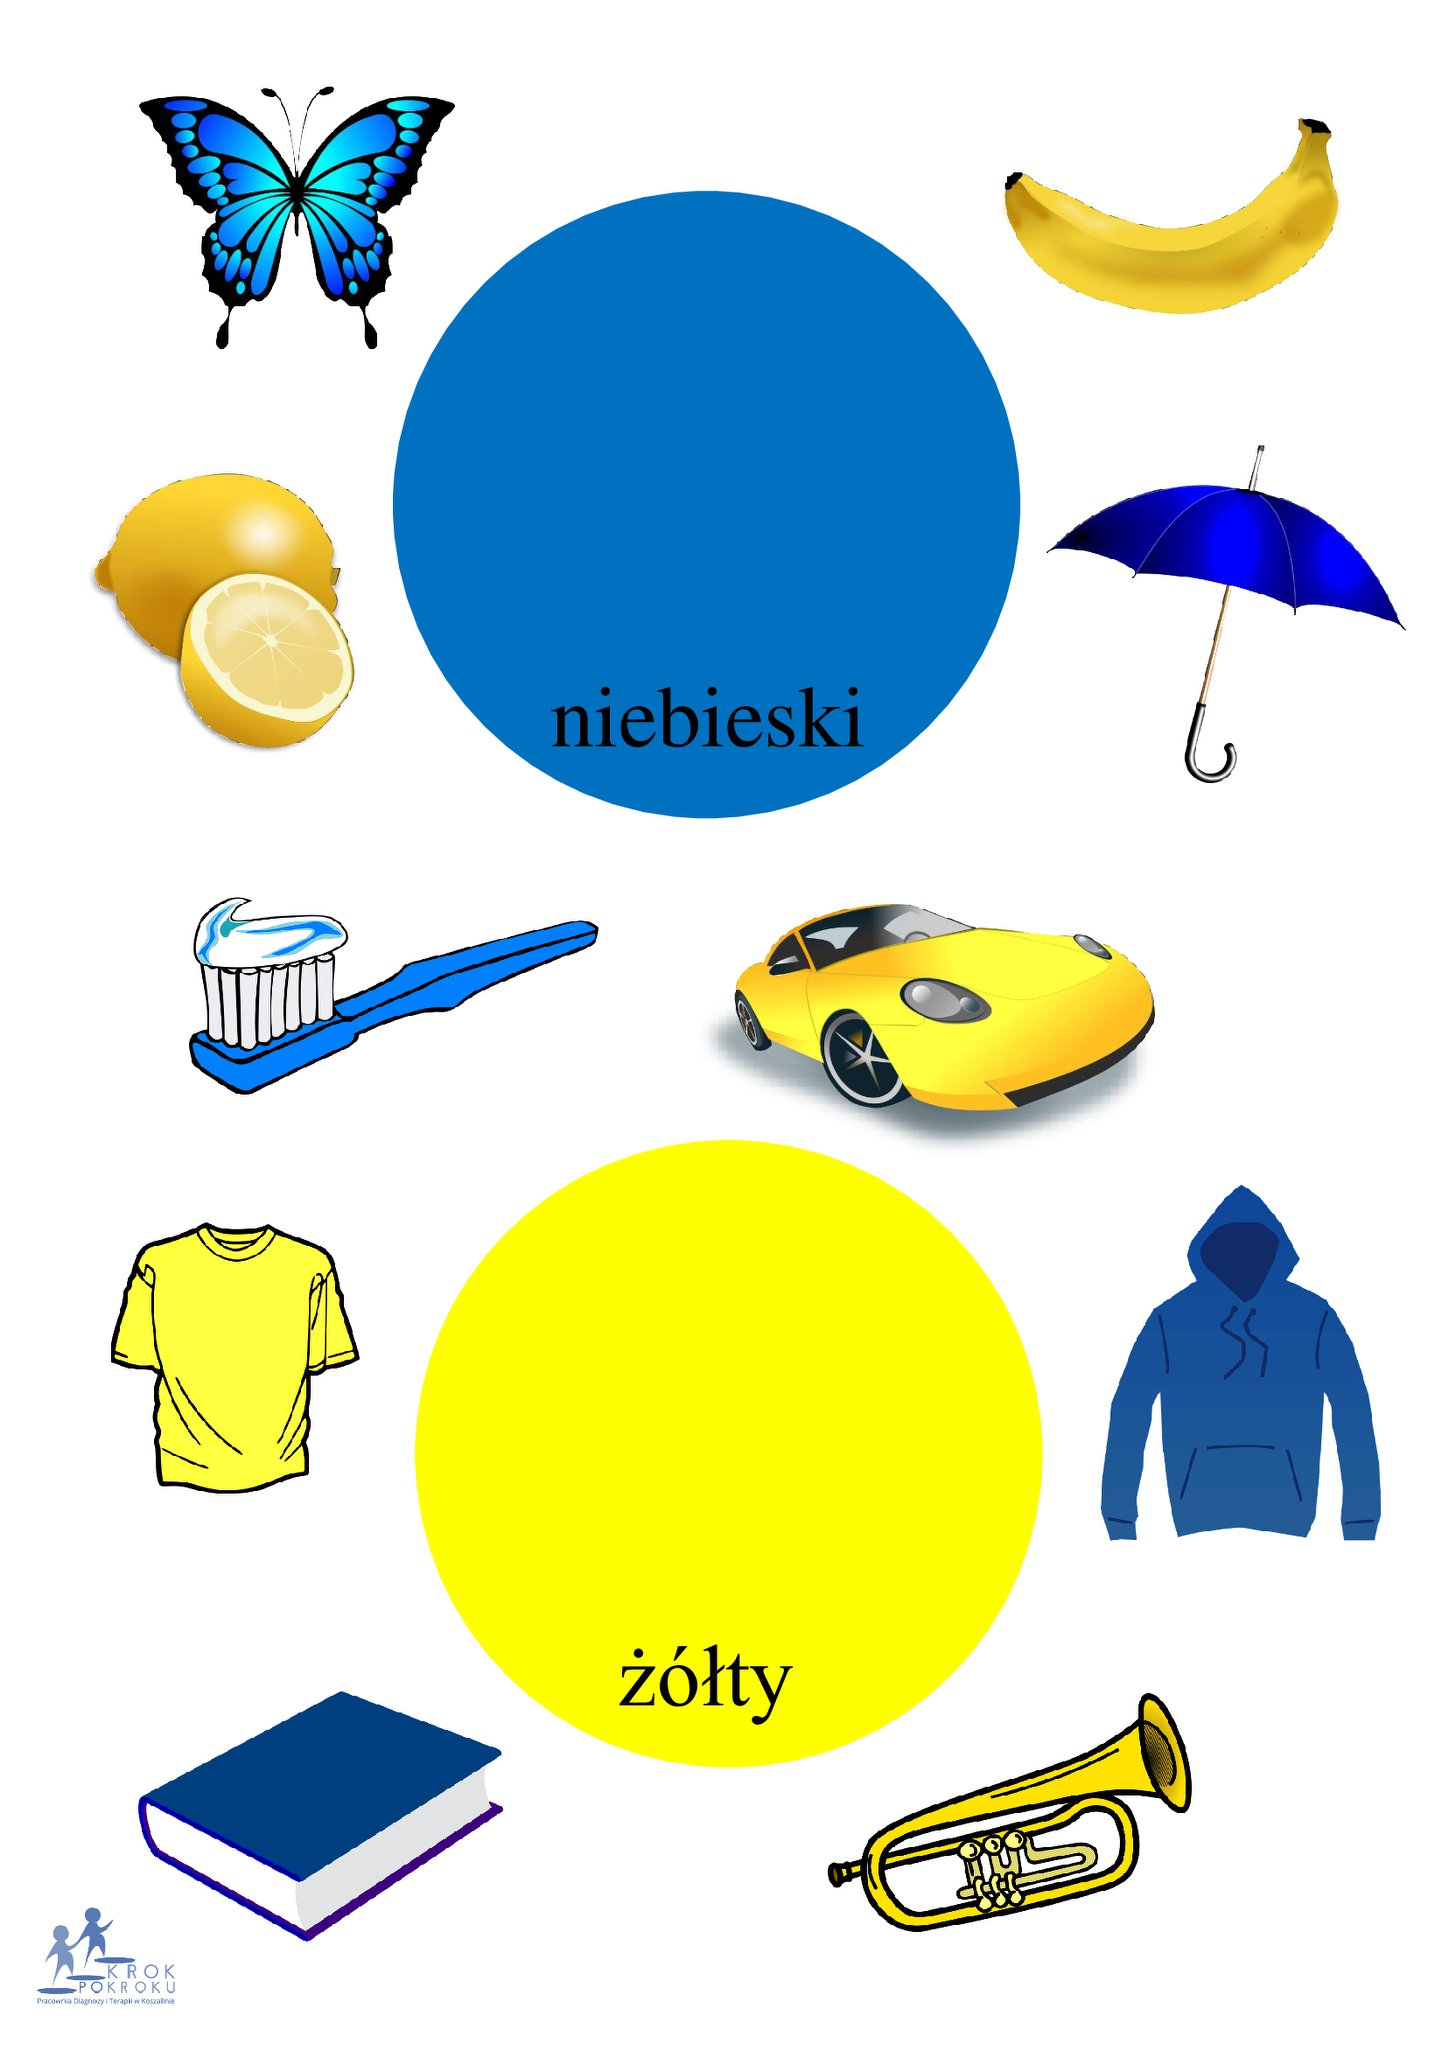 niebieski
żółty
KROK
POKROKU
Pracownia Diagnozy i Terapii w Koszalinie